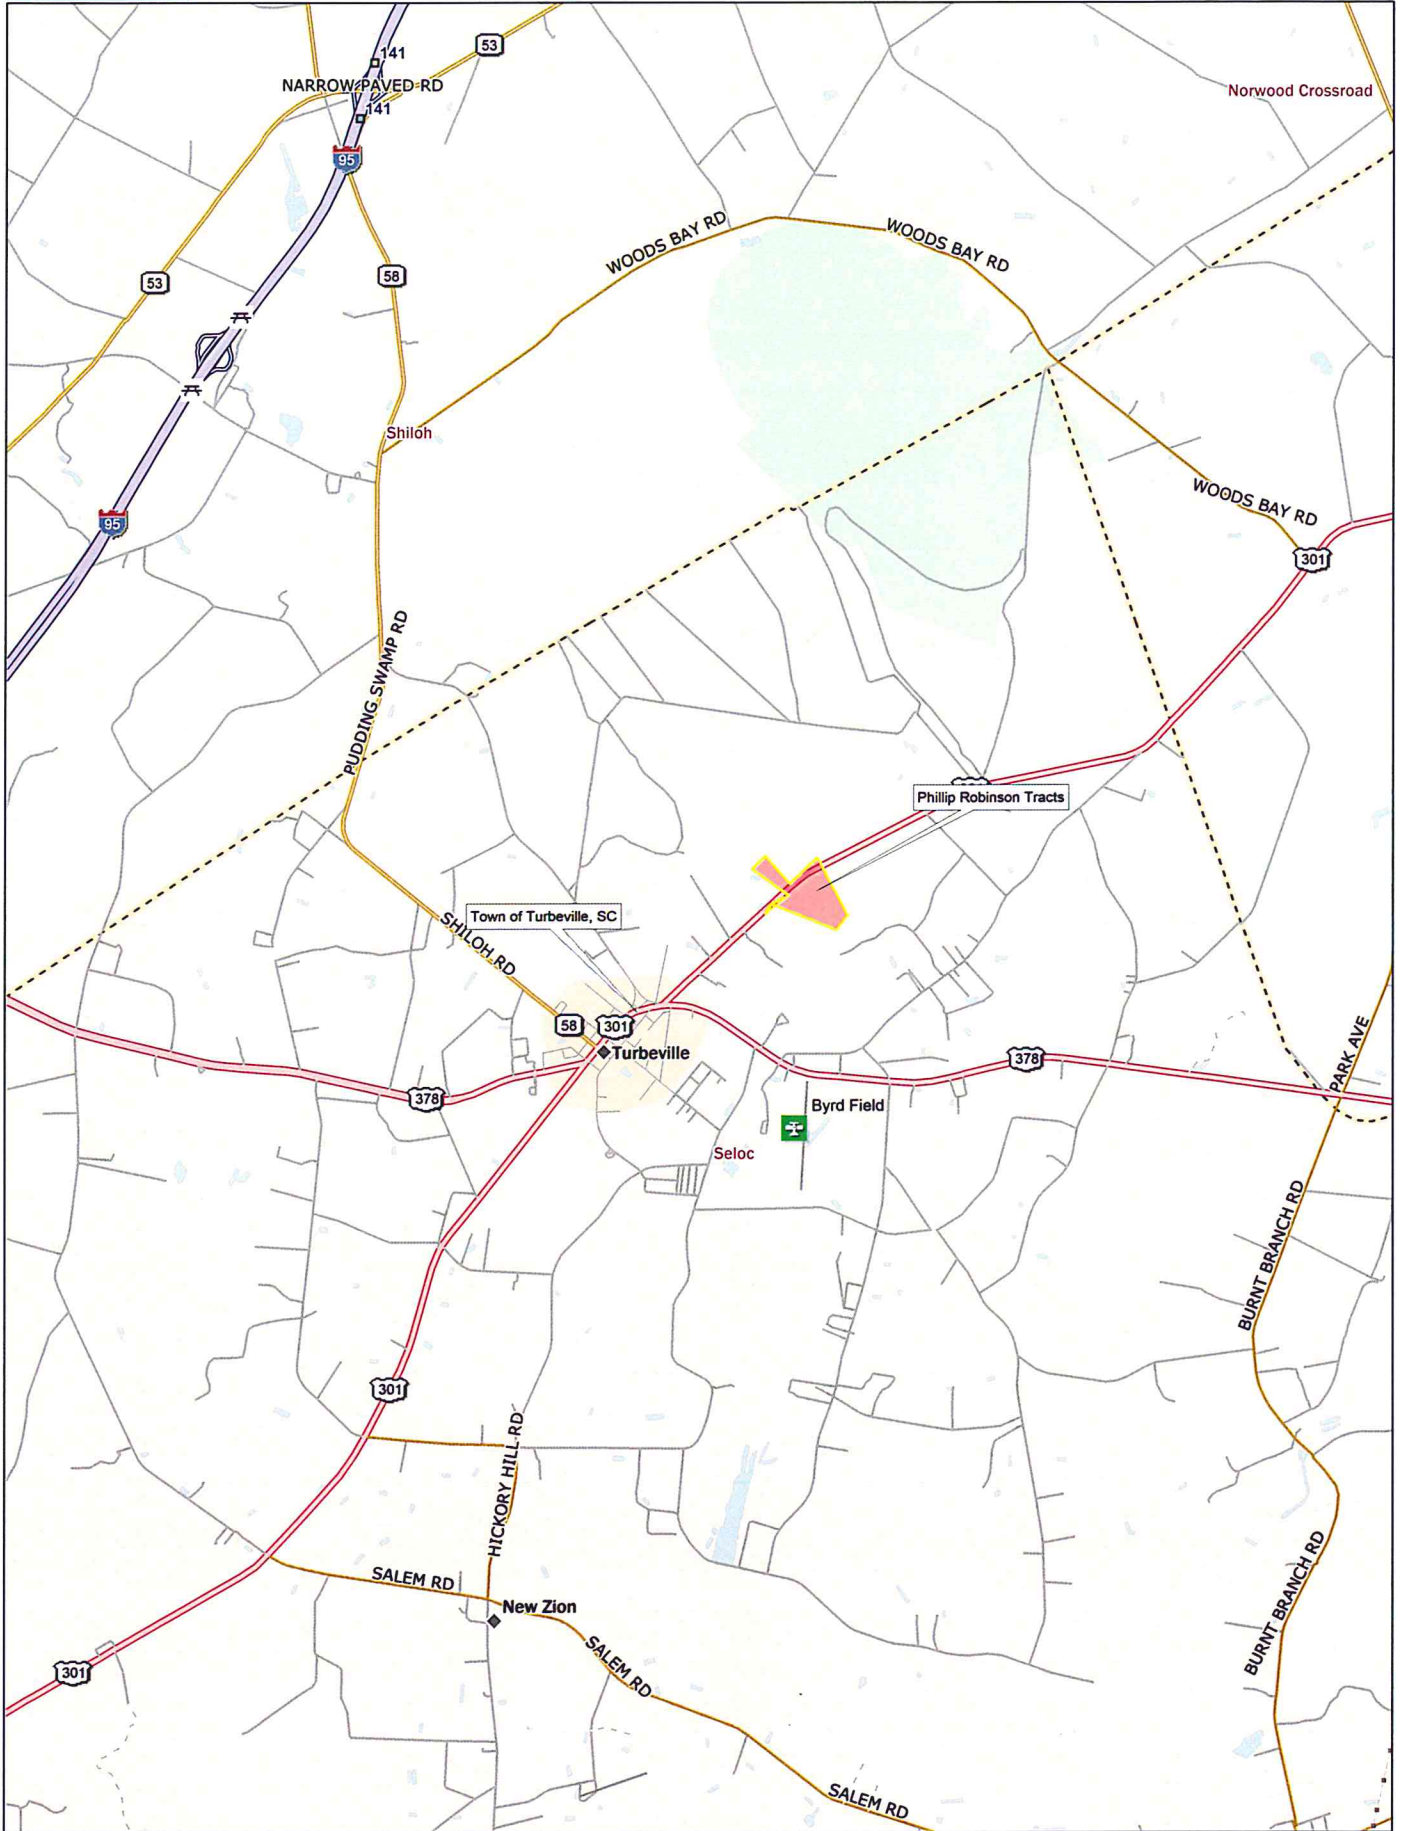 53
141
NARROW PAVED RD
Norwood Crossroad
141
95
WOODS BAY RD
WOODS BAY RD
58
53
Shiloh
WOODS BAY RD
95
301
PUDDING SWAMP RD
Phillip Robinson Tracts
Town of Turbeville, SC
SHILOH RD
58
301
Turbeville
378
PARK AVE
378
Byrd Field
Seloc
BURNT BRANCH RD
301
HICKORY HILL RD
SALEM RD
New Zion
BURNT BRANCH RD
SALEM RD
301
SALEM RD